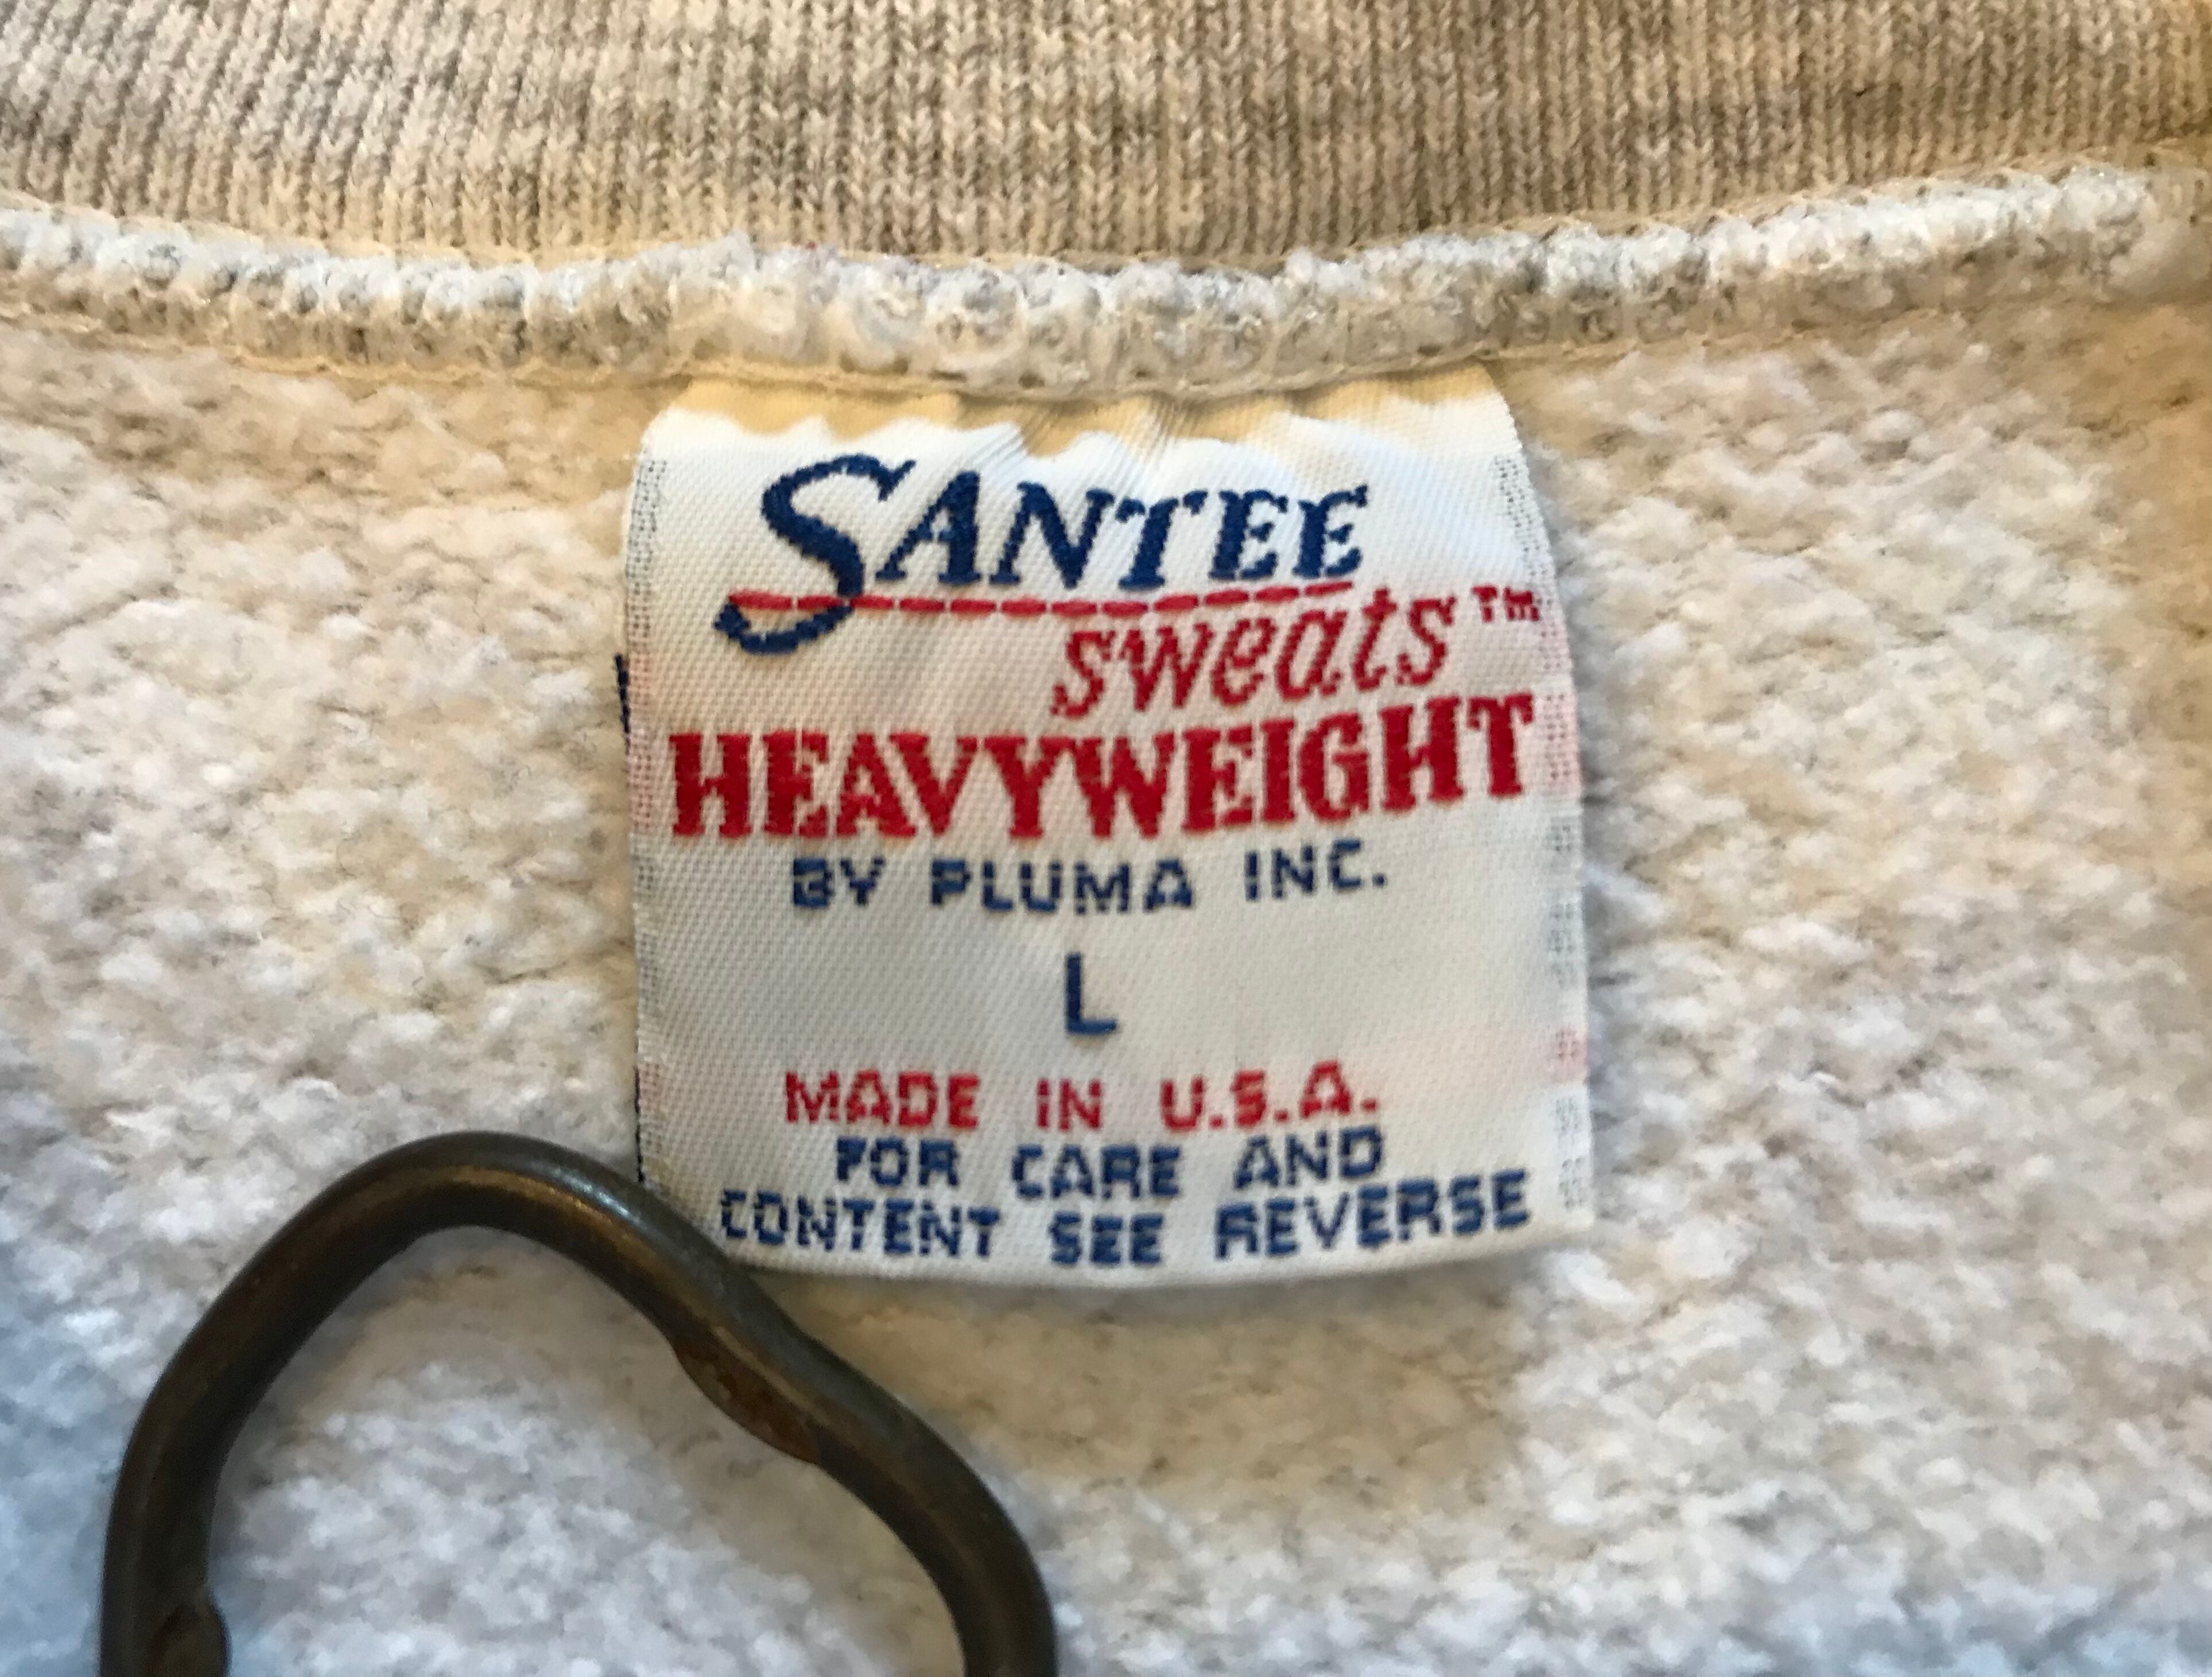 SANTEE
sweats™
HEAVYWEIGHT
BY PLUMA INC.
L
MADE IN U.S.A.
FOR CARE AND
CONTENT SEE REVERSE